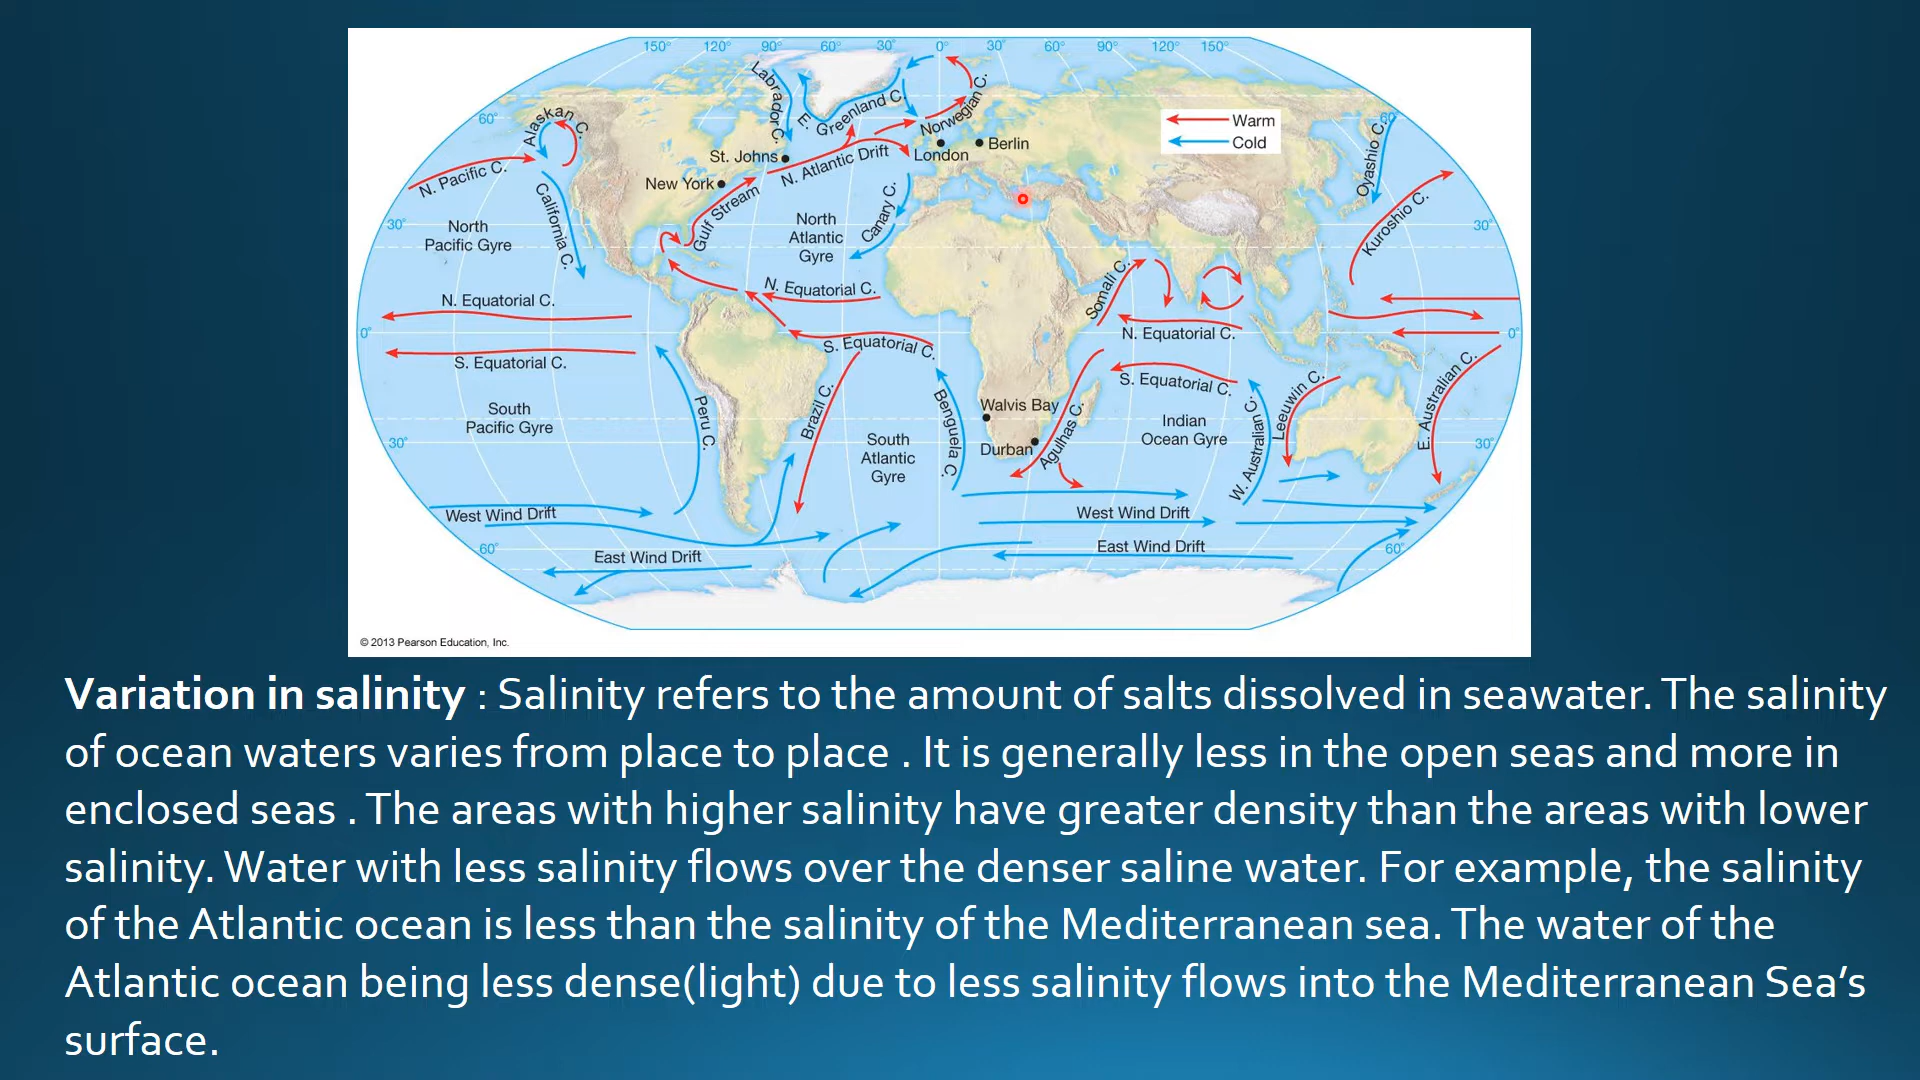 150° 120° 90° 60° 30° 0° 30° 60° 90° 120° 150°
Labrador C.
E. Greenland C.
Norwegian C.
Alaskan C.
60°
60°
Warm
Cold
Oyashio C.
St. Johns
Berlin
London
N. Atlantic Drift
N. Pacific C.
New York
Gulf Stream
California C.
Canary C.
Kuroshio C.
30°
30°
North
Pacific Gyre
North
Atlantic
Gyre
Somali C.
N. Equatorial C.
N. Equatorial C.
0°
0°
N. Equatorial C.
S. Equatorial C.
S. Equatorial C.
S. Equatorial C.
E. Australian C.
Leeuwin C.
Peru C.
Brazil C.
Benguela C.
Walvis Bay
Agulhas C.
W. Australian C.
South
Pacific Gyre
Indian
Ocean Gyre
30°
30°
South
Atlantic
Gyre
Durban
West Wind Drift
West Wind Drift
60°
60°
East Wind Drift
East Wind Drift
© 2013 Pearson Education, Inc.
Variation in salinity : Salinity refers to the amount of salts dissolved in seawater. The salinity
of ocean waters varies from place to place . It is generally less in the open seas and more in
enclosed seas . The areas with higher salinity have greater density than the areas with lower
salinity. Water with less salinity flows over the denser saline water. For example, the salinity
of the Atlantic ocean is less than the salinity of the Mediterranean sea. The water of the
Atlantic ocean being less dense(light) due to less salinity flows into the Mediterranean Sea’s
surface.